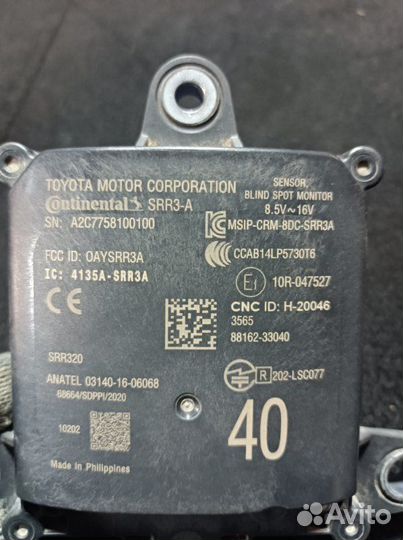 TOYOTA MOTOR CORPORATION
Continental SRR3-A
SN: A2C7758100100
SENSOR,
BLIND SPOT MONITOR
8.5V~16V
MSIP-CRM-8DC-SRR3A
FCC ID: OAYSRR3A
IC: 4135A-SRR3A
CCAB14LP5730T6
CE
E1 10R-047527
CNC ID: H-20046
3565
88162-33040
SRR320
ANATEL 03140-16-06068
68664/SDPPI/2020
R 202-LSC077
10202
40
Made in Philippines
Avito